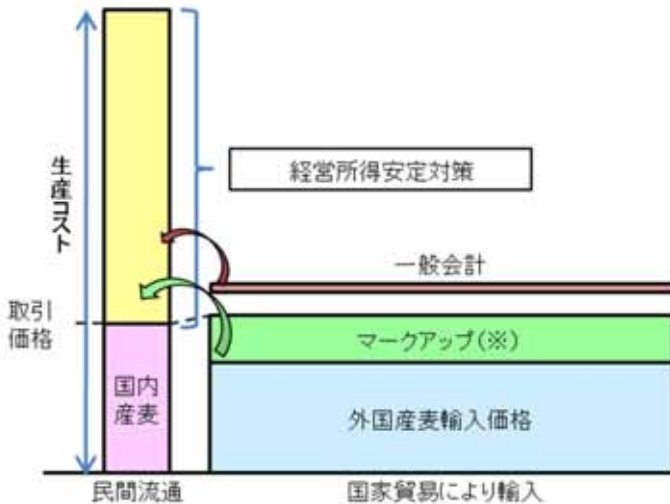 経営所得安定対策
生産コスト
一般会計
取引
価格
マークアップ(※)
国内
産麦
外国産麦輸入価格
民間流通
国家貿易により輸入